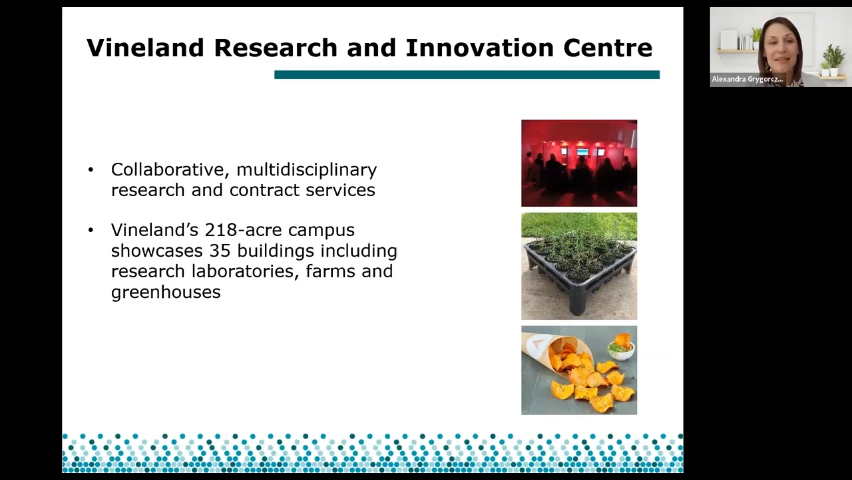 Vineland Research and Innovation Centre
Alexandra Grygorcz...
• Collaborative, multidisciplinary
research and contract services
• Vineland's 218-acre campus
showcases 35 buildings including
research laboratories, farms and
greenhouses